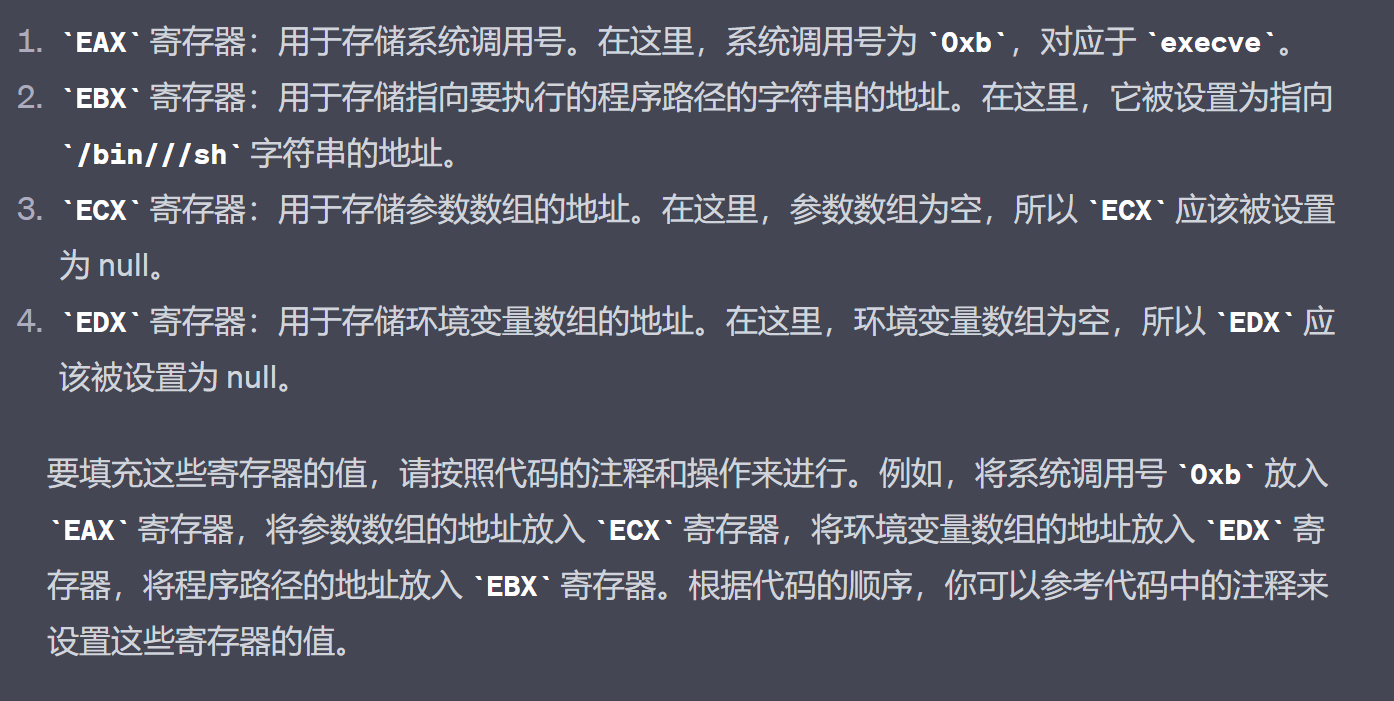 1. `EAX` 寄存器：用于存储系统调用号。在这里，系统调用号为 `0xb`，对应于 `execve`。
2. `EBX` 寄存器：用于存储指向要执行的程序路径的字符串的地址。在这里，它被设置为指向
`/bin///sh` 字符串的地址。
3. `ECX` 寄存器：用于存储参数数组的地址。在这里，参数数组为空，所以 `ECX` 应该被设置
为 null。
4. `EDX` 寄存器：用于存储环境变量数组的地址。在这里，环境变量数组为空，所以 `EDX` 应
该被设置为 null。
要填充这些寄存器的值，请按照代码的注释和操作来进行。例如，将系统调用号 `0xb` 放入
`EAX` 寄存器，将参数数组的地址放入 `ECX` 寄存器，将环境变量数组的地址放入 `EDX` 寄
存器，将程序路径的地址放入 `EBX` 寄存器。根据代码的顺序，你可以参考代码中的注释来
设置这些寄存器的值。